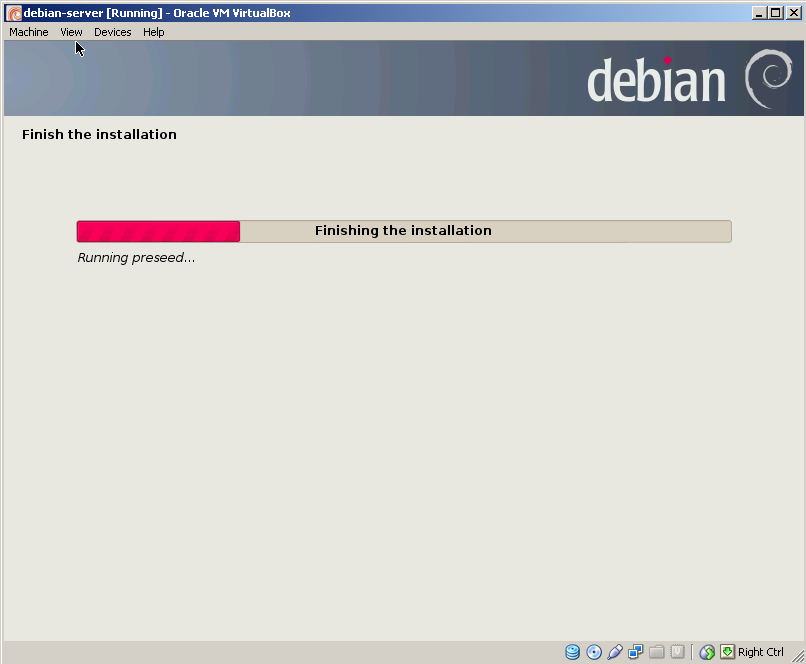 debian-server [Running] - Oracle VM VirtualBox
Machine View Devices Help
debian
Finish the installation
Finishing the installation
Running preseed...
Right Ctrl